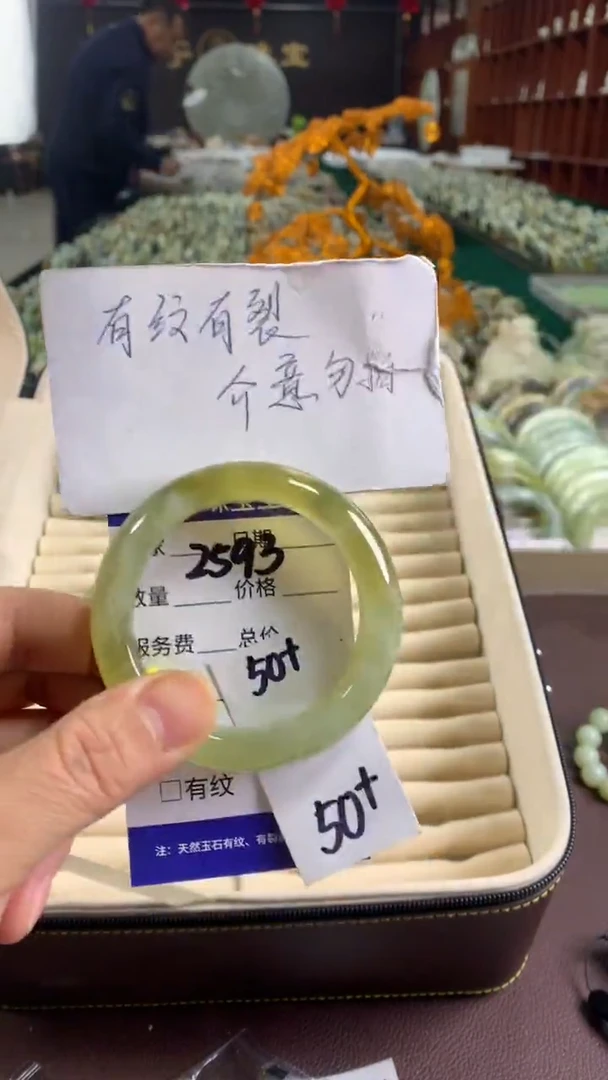 有纹有裂
介意勿拍
2593
日期
数量 价格
服务费 总价
50+
□有纹
50+
注：天然玉石有纹、有裂